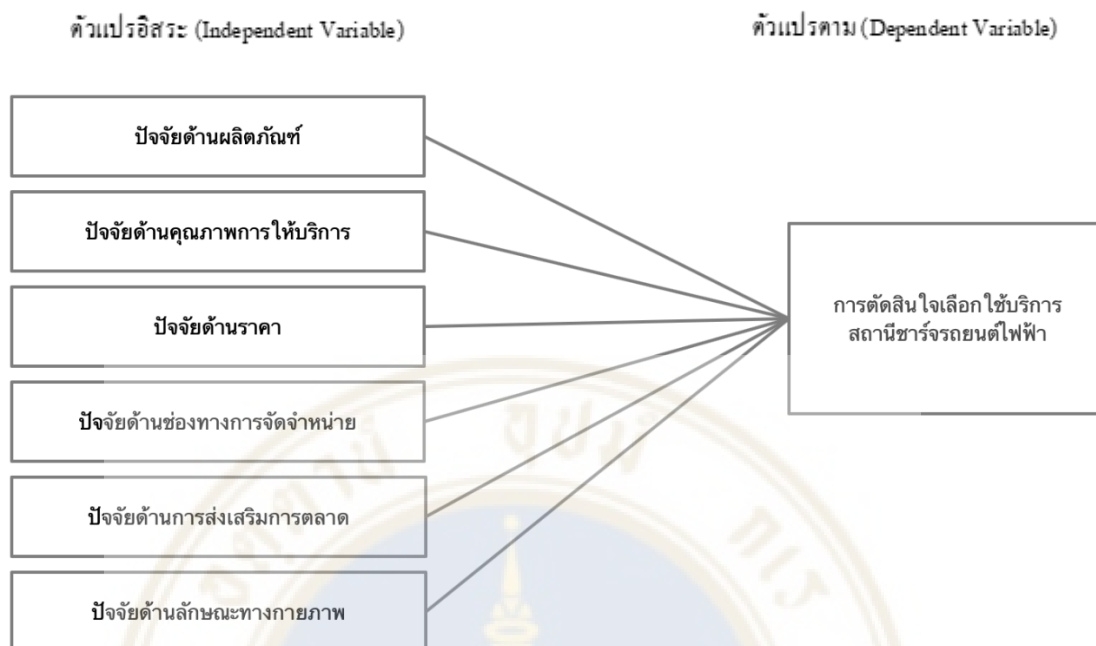 ตัวแปรอิสระ (Independent Variable)
ตัวแปรตาม (Dependent Variable)
ปัจจัยด้านผลิตภัณฑ์
ปัจจัยด้านคุณภาพการให้บริการ
ปัจจัยด้านราคา
ปัจจัยด้านช่องทางการจัดจำหน่าย
ปัจจัยด้านการส่งเสริมการตลาด
ปัจจัยด้านลักษณะทางกายภาพ
การตัดสินใจเลือกใช้บริการ
สถานีชาร์จรถยนต์ไฟฟ้า